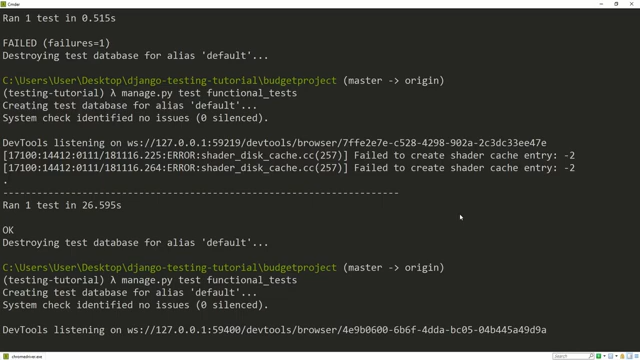 Cmder
Ran 1 test in 0.515s
FAILED (failures=1)
Destroying test database for alias 'default'...
C:\Users\User\Desktop\django-testing-tutorial\budgetproject (master -> origin)
(testing-tutorial) λ manage.py test functional_tests
Creating test database for alias 'default'...
System check identified no issues (0 silenced).
DevTools listening on ws://127.0.0.1:59219/devtools/browser/7ffe2e7e-c528-4298-902a-2c3dc33ee47e
[17100:14412:0111/181116.225:ERROR:shader_disk_cache.cc(257)] Failed to create shader cache entry: -2
[17100:14412:0111/181116.264:ERROR:shader_disk_cache.cc(257)] Failed to create shader cache entry: -2
.
----------------------------------------------------------------------
Ran 1 test in 26.595s
OK
Destroying test database for alias 'default'...
C:\Users\User\Desktop\django-testing-tutorial\budgetproject (master -> origin)
(testing-tutorial) λ manage.py test functional_tests
Creating test database for alias 'default'...
System check identified no issues (0 silenced).
DevTools listening on ws://127.0.0.1:59400/devtools/browser/4e9b0600-6b6f-4dda-bc05-04b445a49d9a
chromedriver.exe
Search